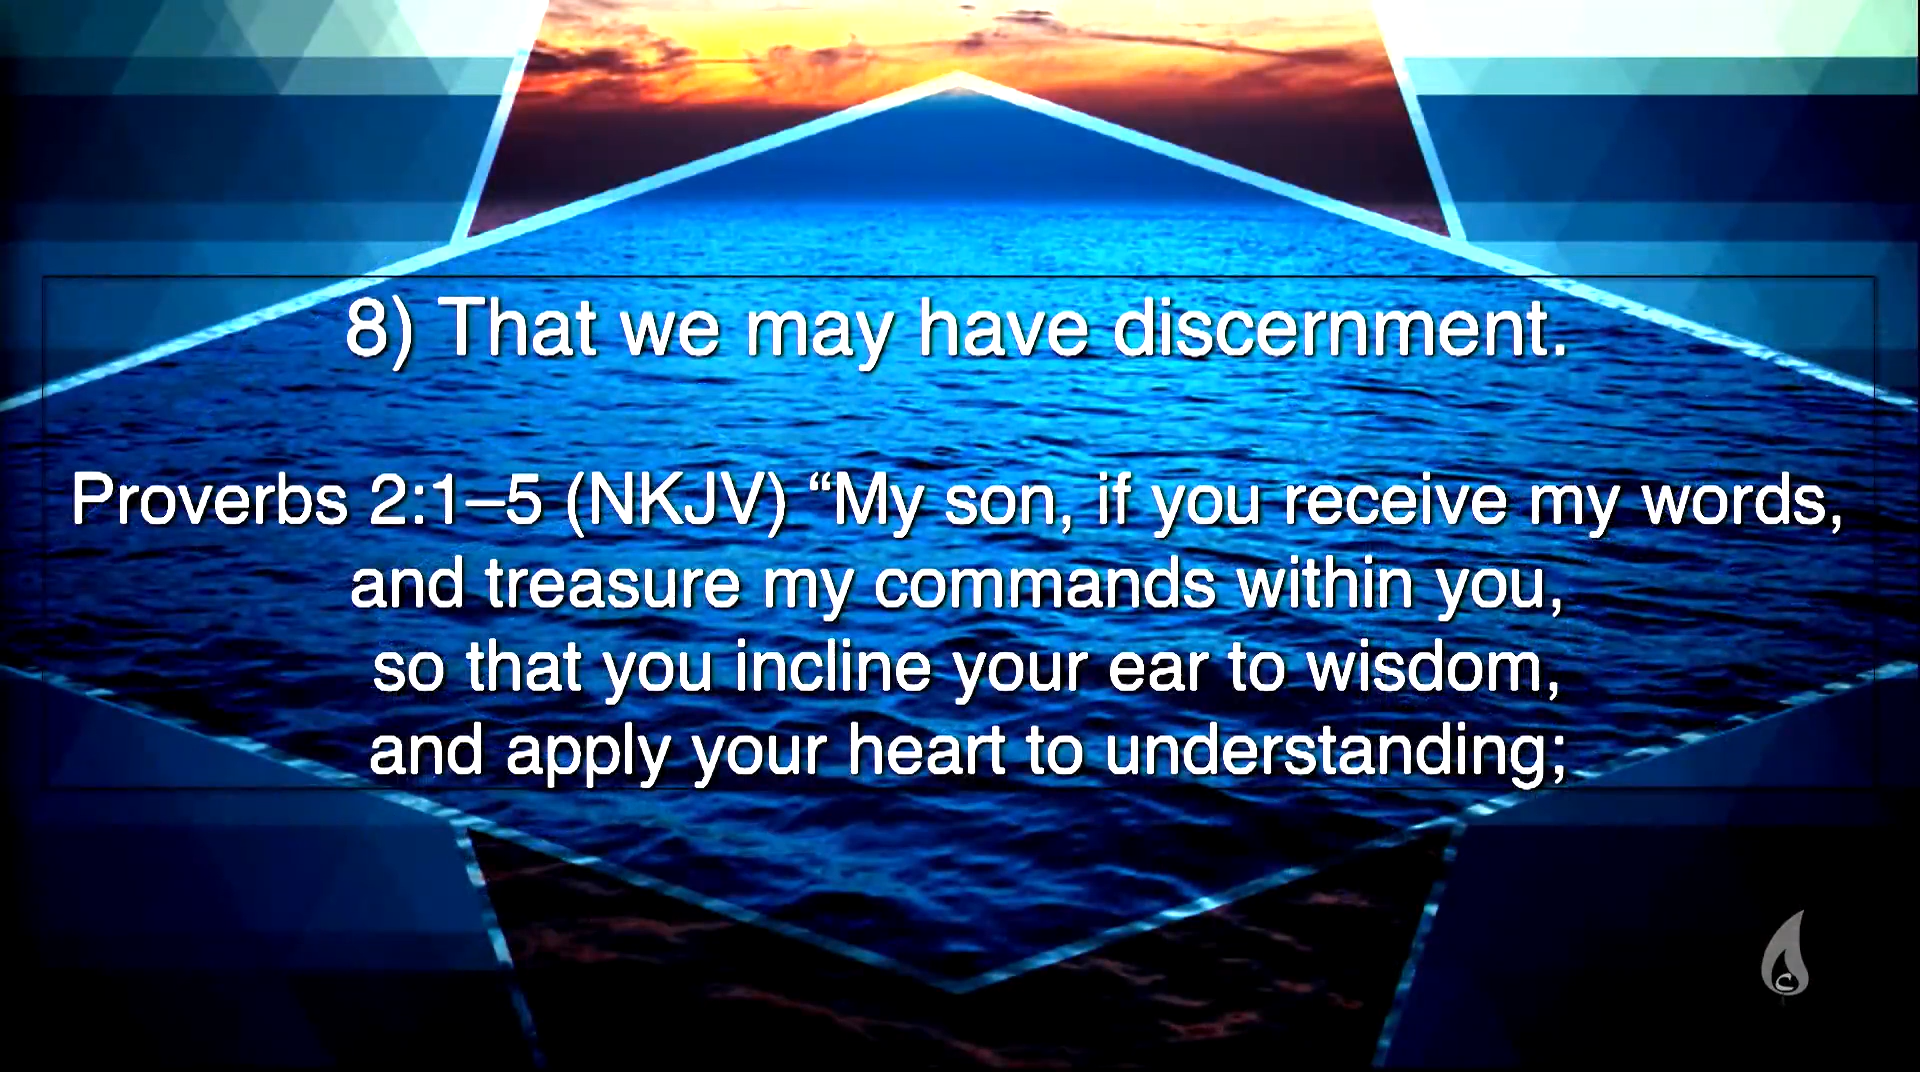 8) That we may have discernment.
Proverbs 2:1–5 (NKJV) “My son, if you receive my words,
and treasure my commands within you,
so that you incline your ear to wisdom,
and apply your heart to understanding;
C